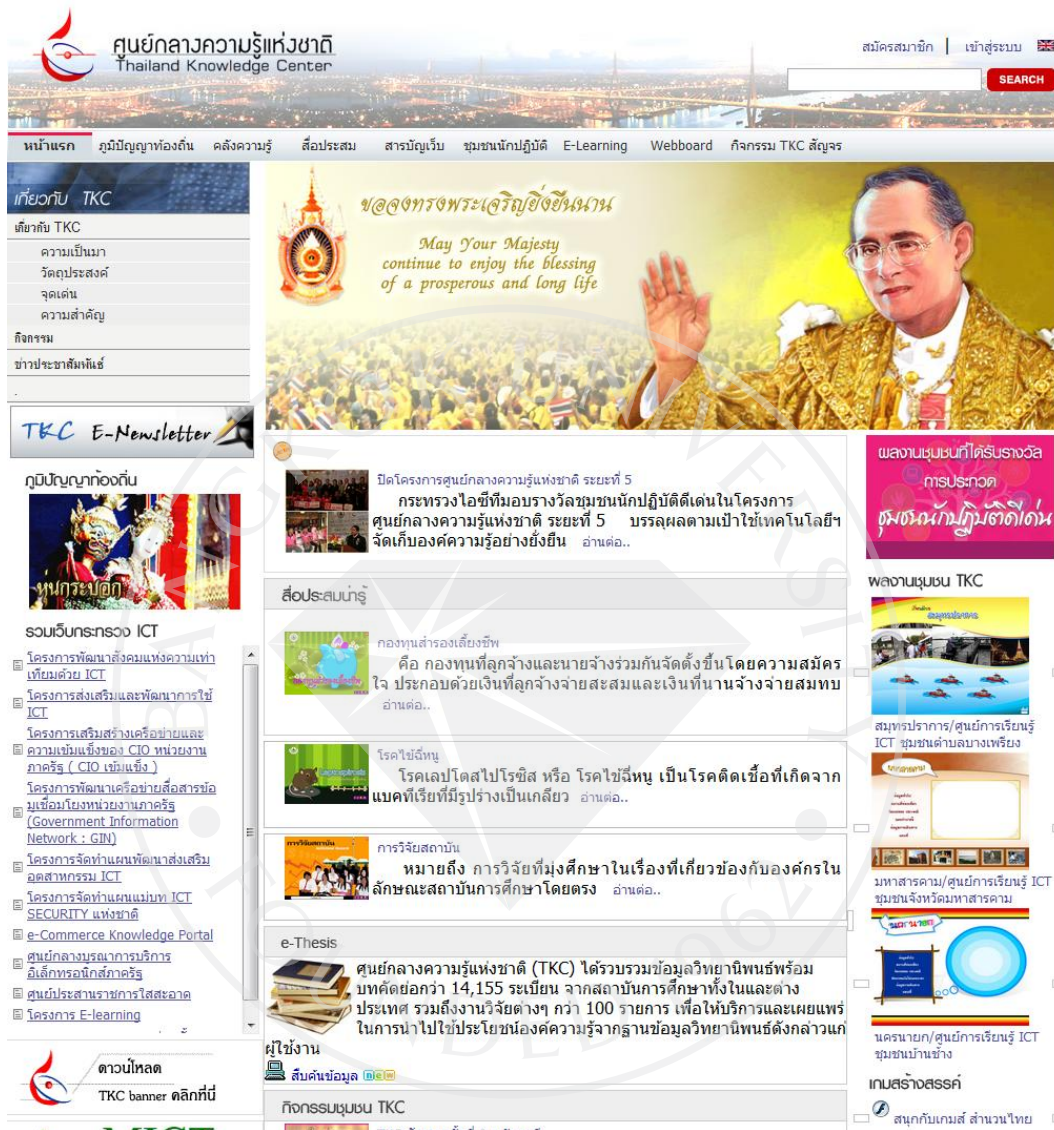 ศูนย์กลางความรู้แห่งชาติ
Thailand Knowledge Center
สมัครสมาชิก | เข้าสู่ระบบ
SEARCH
หน้าแรก ภูมิปัญญาท้องถิ่น คลังความรู้ สื่อประสม สารบัญเว็บ ชุมชนนักปฏิบัติ E-Learning Webboard กิจกรรม TKC สัญจร
เกี่ยวกับ TKC
เกี่ยวกับ TKC
ความเป็นมา
วัตถุประสงค์
จุดเด่น
ความสำคัญ
กิจกรรม
ข่าวประชาสัมพันธ์
.
TKC E-Newsletter
ภูมิปัญญาท้องถิ่น
หุ่นกระบอก
รวมเว็บกระทรวง ICT
โครงการพัฒนาสังคมแห่งความเท่า
เทียมด้วย ICT
โครงการส่งเสริมและพัฒนาการใช้
ICT
โครงการเสริมสร้างเครือข่ายและ
ความเข้มแข็งของ CIO หน่วยงาน
ภาครัฐ ( CIO เข้มแข็ง )
โครงการพัฒนาเครือข่ายสื่อสารข้อ
มูเชื่อมโยงหน่วยงานภาครัฐ
(Government Information
Network : GIN)
โครงการจัดทำแผนพัฒนาส่งเสริม
อุตสาหกรรม ICT
โครงการจัดทำแผนแม่บท ICT
SECURITY แห่งชาติ
e-Commerce Knowledge Portal
ศูนย์กลางบูรณาการบริการ
อิเล็กทรอนิกส์ภาครัฐ
ศูนย์ประสานราชการใสสะอาด
โครงการ E-learning
ดาวน์โหลด
TKC banner คลิกที่นี่
ขอจงทรงพระเจริญยิ่งยืนนาน
May Your Majesty
continue to enjoy the blessing
of a prosperous and long life
ปิดโครงการศูนย์กลางความรู้แห่งชาติ ระยะที่ 5
กระทรวงไอซีทีมอบรางวัลชุมชนนักปฏิบัติดีเด่นในโครงการ
ศูนย์กลางความรู้แห่งชาติ ระยะที่ 5 บรรลุผลตามเป้าใช้เทคโนโลยีฯ
จัดเก็บองค์ความรู้อย่างยั่งยืน อ่านต่อ..
สื่อประสมน่ารู้
กองทุนสำรองเลี้ยงชีพ
คือ กองทุนที่ลูกจ้างและนายจ้างร่วมกันจัดตั้งขึ้นโดยความสมัคร
ใจ ประกอบด้วยเงินที่ลูกจ้างจ่ายสะสมและเงินที่นานจ้างจ่ายสมทบ
อ่านต่อ..
โรคไข้ฉี่หนู
โรคเลปโตสไปโรซิส หรือ โรคไข้ฉี่หนู เป็นโรคติดเชื้อที่เกิดจาก
แบคทีเรียที่มีรูปร่างเป็นเกลียว อ่านต่อ..
การวิจัยสถาบัน
การวิจัยสถาบัน
หมายถึง การวิจัยที่มุ่งศึกษาในเรื่องที่เกี่ยวข้องกับองค์กรใน
ลักษณะสถาบันการศึกษาโดยตรง อ่านต่อ..
e-Thesis
ศูนย์กลางความรู้แห่งชาติ (TKC) ได้รวบรวมข้อมูลวิทยานิพนธ์พร้อม
บทคัดย่อกว่า 14,155 ระเบียน จากสถาบันการศึกษาทั้งในและต่าง
ประเทศ รวมถึงงานวิจัยต่างๆ กว่า 100 รายการ เพื่อให้บริการและเผยแพร่
ในการนำไปใช้ประโยชน์องค์ความรู้จากฐานข้อมูลวิทยานิพนธ์ดังกล่าวแก่
ผู้ใช้งาน
สืบค้นข้อมูล new
กิจกรรมชุมชน TKC
ผลงานชุมชนที่ได้รับรางวัล
การประกวด
ชุมชนนักปฏิบัติดีเด่น
ผลงานชุมชน TKC
สมุทรปราการ
สมุทรปราการ/ศูนย์การเรียนรู้
ICT ชุมชนตำบลบางเพรียง
มหาสารคาม/ศูนย์การเรียนรู้ ICT
ชุมชนจังหวัดมหาสารคาม
นครนายก
นครนายก/ศูนย์การเรียนรู้ ICT
ชุมชนบ้านช้าง
เกมสร้างสรรค์
สนุกกับเกมส์ สำนวนไทย